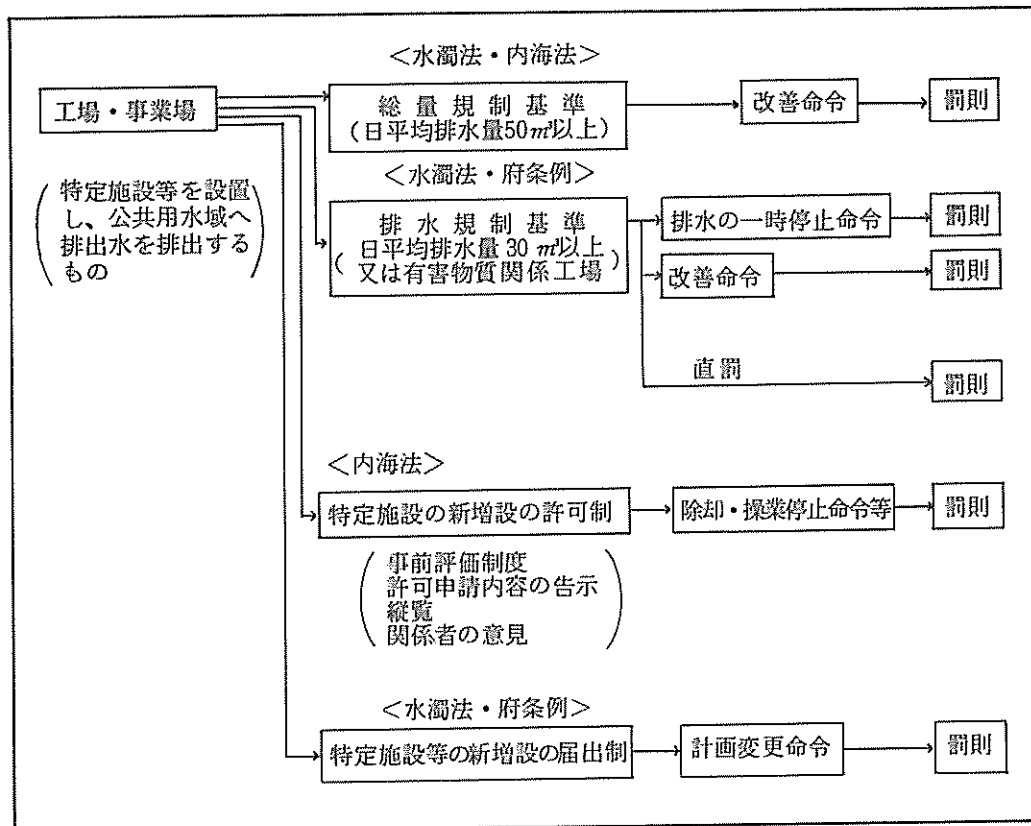 <水濁法・内海法>
工場・事業場
総量規制基準
(日平均排水量50㎥以上)
改善命令
罰則
特定施設等を設置
し、公共用水域へ
排出水を排出する
もの
<水濁法・府条例>
排水規制基準
日平均排水量 30 ㎥以上
又は有害物質関係工場
排水の一時停止命令
罰則
改善命令
罰則
直罰
罰則
<内海法>
特定施設の新増設の許可制
除却・操業停止命令等
罰則
事前評価制度
許可申請内容の告示
縦覧
関係者の意見
<水濁法・府条例>
特定施設等の新増設の届出制
計画変更命令
罰則